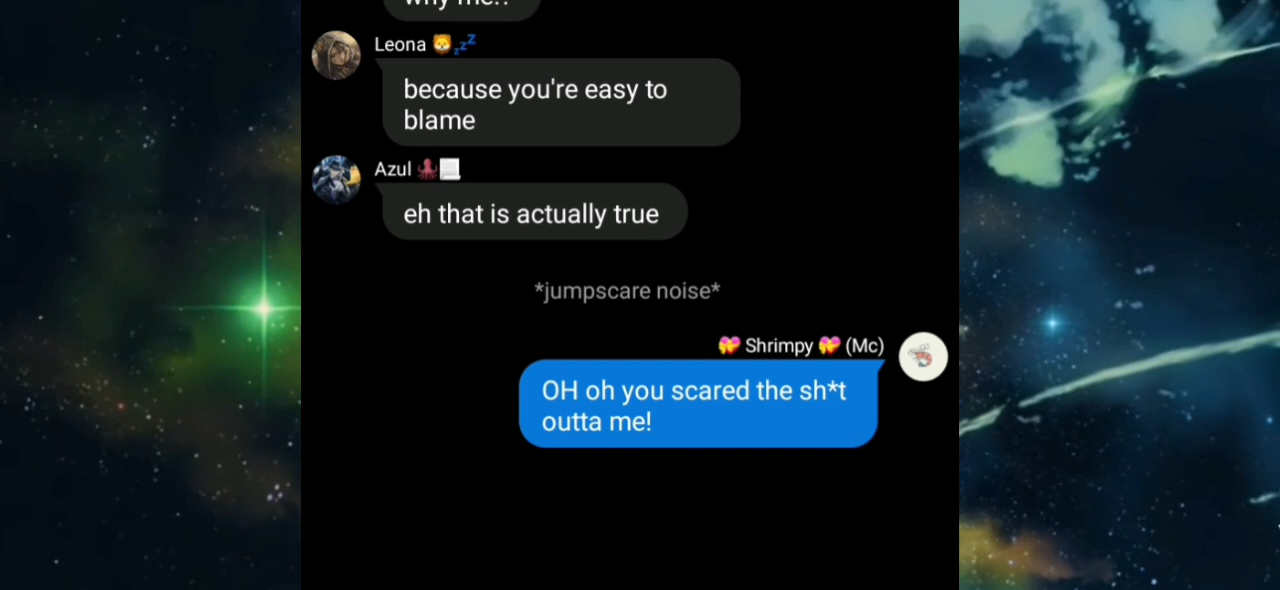 why me??
Leona 🦁💤
because you're easy to
blame
Azul 🐙📃
eh that is actually true
*jumpscare noise*
💝 Shrimpy 💝 (Mc)
OH oh you scared the sh*t
outta me!